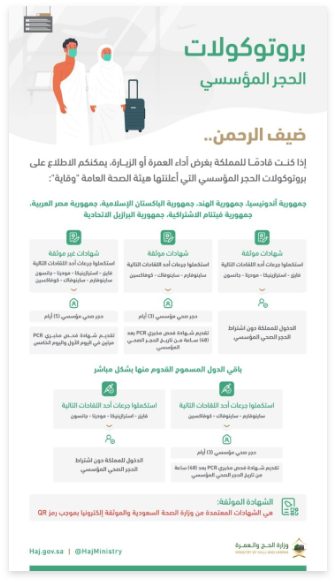 بروتوكولات
الحجر المؤسسي
ضيف الرحمن..
إذا كنت قادمًا للمملكة بغرض أداء العمرة أو الزيارة، يمكنكم الاطلاع على
بروتوكولات الحجر المؤسسي التي أعلنتها هيئة الصحة العامة "وقاية":
جمهورية أندونيسيا، جمهورية الهند، جمهورية الباكستان الإسلامية، جمهورية مصر العربية،
جمهورية فيتنام الاشتراكية، جمهورية البرازيل الاتحادية
شهادات موثقة
استكملوا جرعات أحد اللقاحات التالية
فايزر - استرازينيكا - مودرنا - جانسون
الدخول للمملكة دون اشتراط
الحجر الصحي المؤسسي
شهادات موثقة
استكملوا جرعات أحد اللقاحات التالية
ساينوفارم - ساينوفاك - كوفاكسين
حجر صحي مؤسسي (3) أيام
تقديم شهادة فحص مخبري PCR بعد
(48) ساعة من تاريخ الحجر الصحي
المؤسسي
شهادات غير موثقة
استكملوا جرعات أحد اللقاحات التالية
فايزر - استرازينيكا - مودرنا - جانسون
ساينوفارم - ساينوفاك - كوفاكسين
حجر صحي مؤسسي (5) أيام
تقديم شهادة فحص مخبري PCR
مرتين في اليوم الأول واليوم الخامس
باقي الدول المسموح القدوم منها بشكل مباشر
استكملوا جرعات أحد اللقاحات التالية
ساينوفارم - ساينوفاك - كوفاكسين
حجر صحي مؤسسي (3) أيام
تقديم شهادة فحص مخبري PCR بعد (48) ساعة
من تاريخ الحجر الصحي المؤسسي
استكملوا جرعات أحد اللقاحات التالية
فايزر - استرازينيكا - مودرنا - جانسون
الدخول للمملكة دون اشتراط
الحجر الصحي المؤسسي
الشهادة الموثقة:
هي الشهادات المعتمدة من وزارة الصحة السعودية والموثقة إلكترونيا بموجب رمز QR
وزارة الحج والعمرة
MINISTRY OF HAJJ AND UMRAH
Haj.gov.sa | @HajMinistry